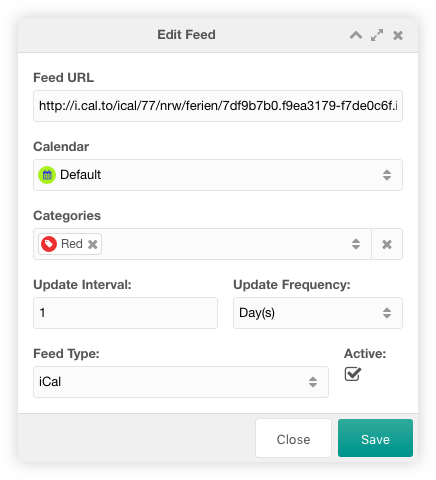 Edit Feed
Feed URL
http://i.cal.to/ical/77/nrw/ferien/7df9b7b0.f9ea3179-f7de0c6f.i
Calendar
Default
Categories
Red
Update Interval: Update Frequency:
1 Day(s)
Feed Type: Active:
iCal
Close Save